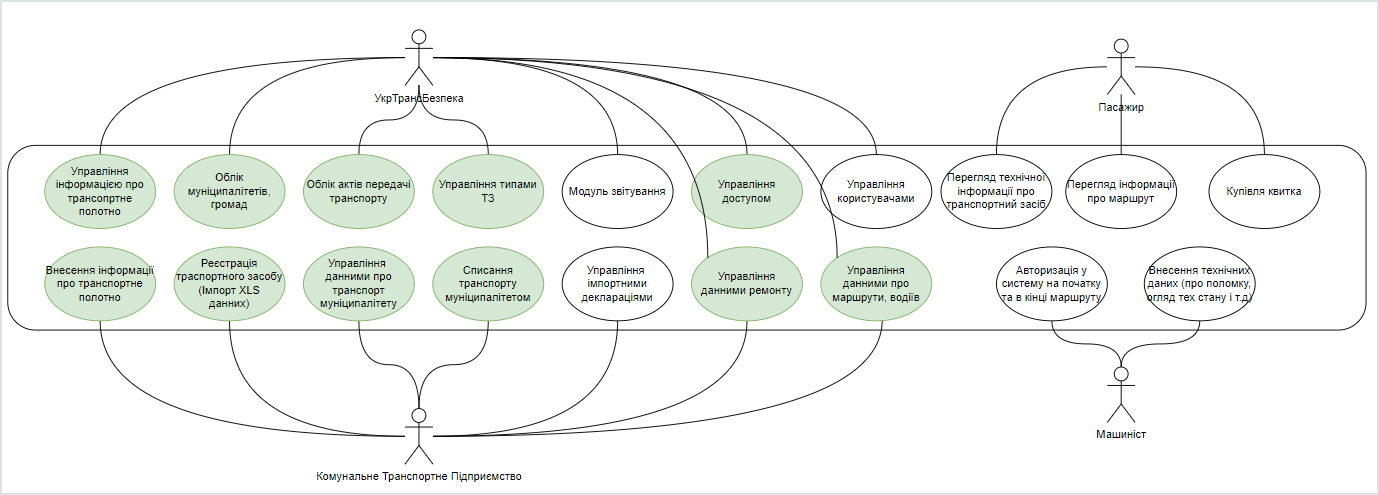 УкрТрансБезпека
Пасажир
Управління
інформацією про
трансопртне
полотно
Облік
муніципалітетів,
громад
Облік актів передачі
транспорту
Управління типами
ТЗ
Модуль звітування
Управління
доступом
Управління
користувачами
Перегляд технічної
інформації про
транспортний засіб
Перегляд інформації
про маршрут
Купівля квитка
Внесення інформації
про транспортне
полотно
Реєстрація
траспортного засобу
(Імпорт XLS
данних)
Управління
данними про
транспорт
муніципалітету
Списання
транспорту
муніципалітетом
Управління
імпортними
деклараціями
Управління
данними ремонту
Управління
данними про
маршрути, водіїв
Авторизація у
систему на початку
та в кінці маршруту
Внесення технічних
даних (про поломку,
огляд тех стану і т.д)
Машиніст
Комунальне Транспортне Підприємство